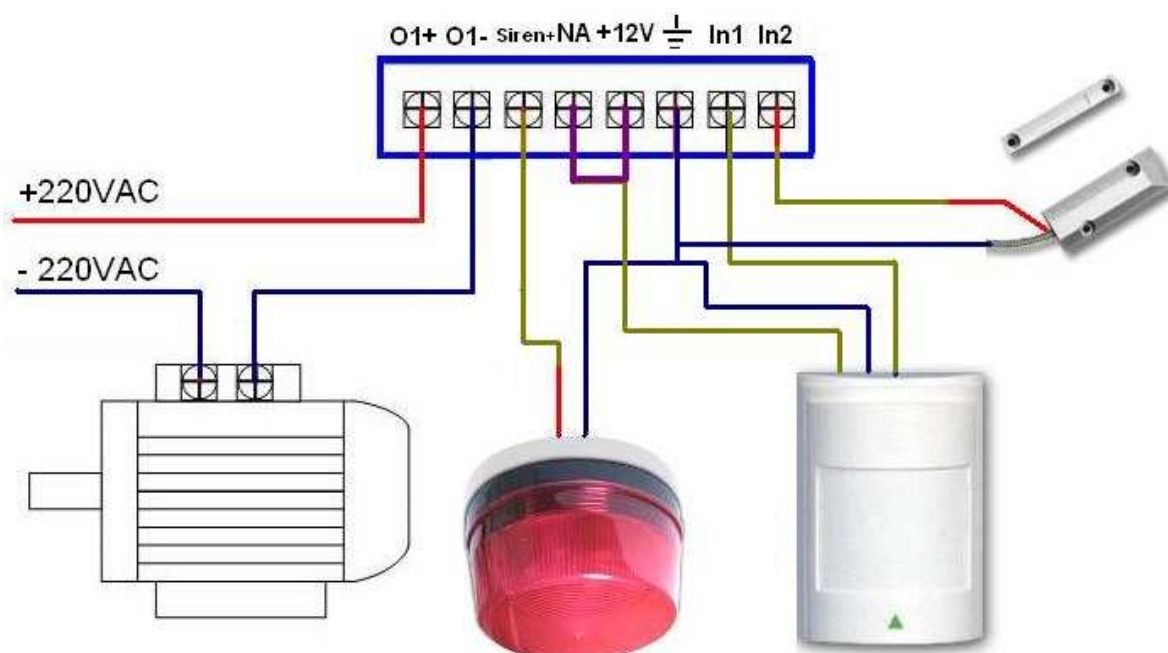 O1+ O1- Siren+ NA +12V In1 In2
+220VAC
- 220VAC